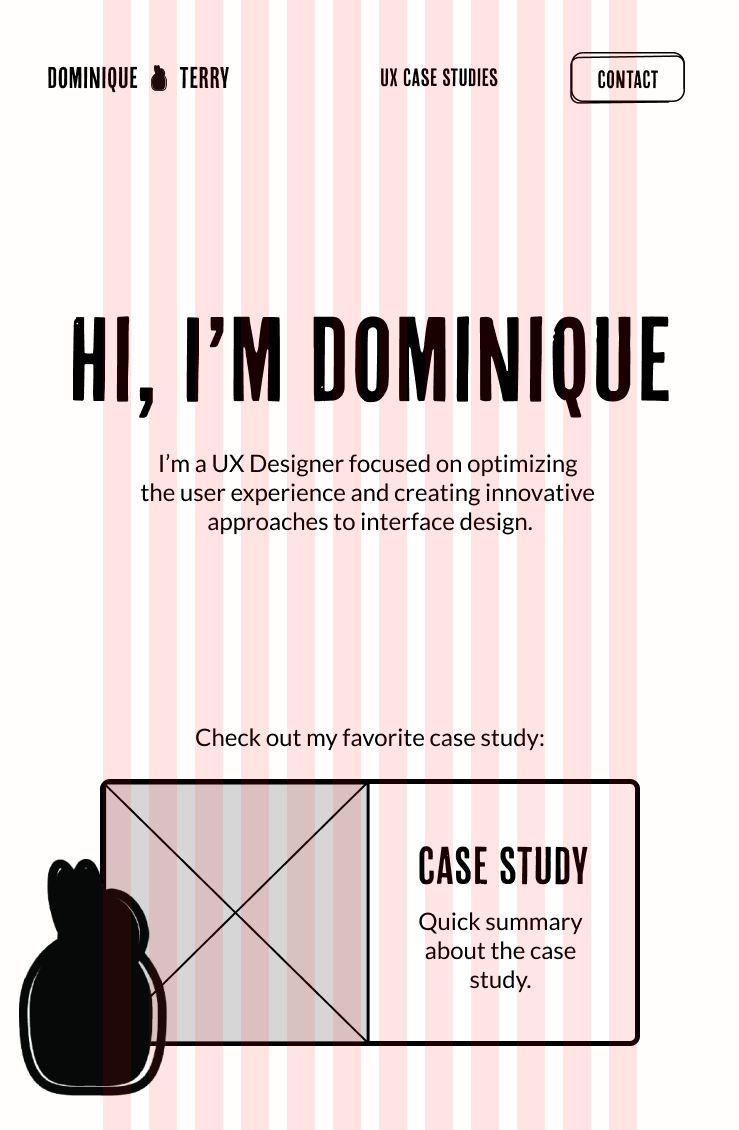 DOMINIQUE TERRY
UX CASE STUDIES
CONTACT
HI, I’M DOMINIQUE
I’m a UX Designer focused on optimizing
the user experience and creating innovative
approaches to interface design.
Check out my favorite case study:
CASE STUDY
Quick summary
about the case
study.